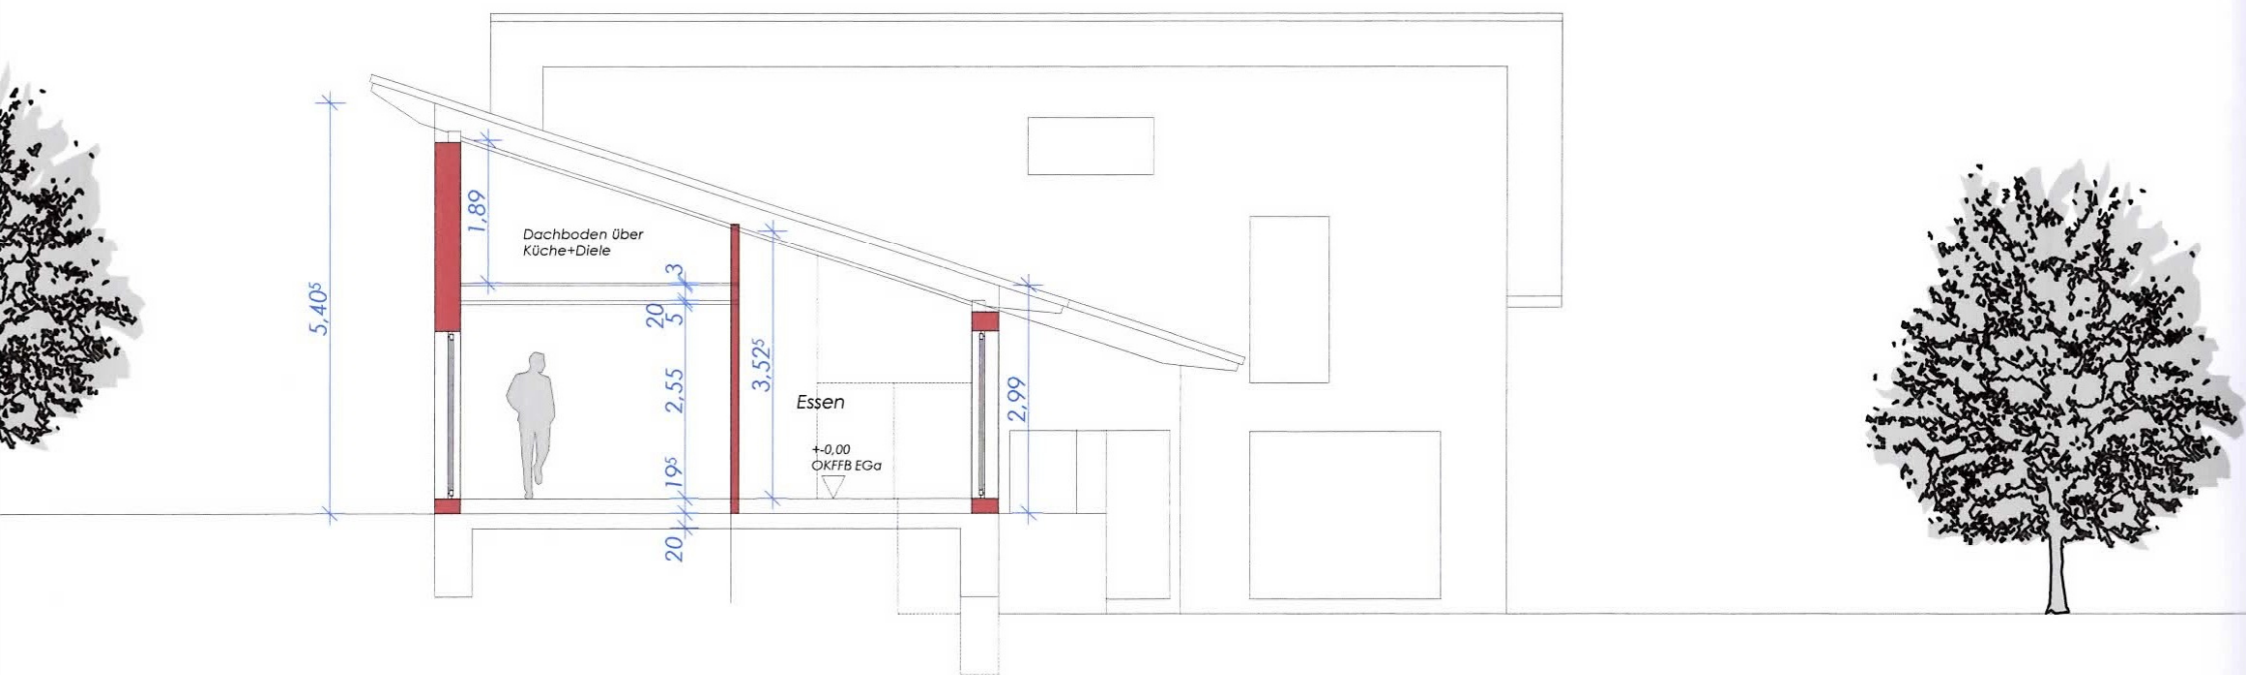 5,40⁵
1,89
Dachboden über
Küche+Diele
3
20
5
2,55
19⁵
20
3,52⁵
Essen
+-0,00
OKFFB EGa
2,99